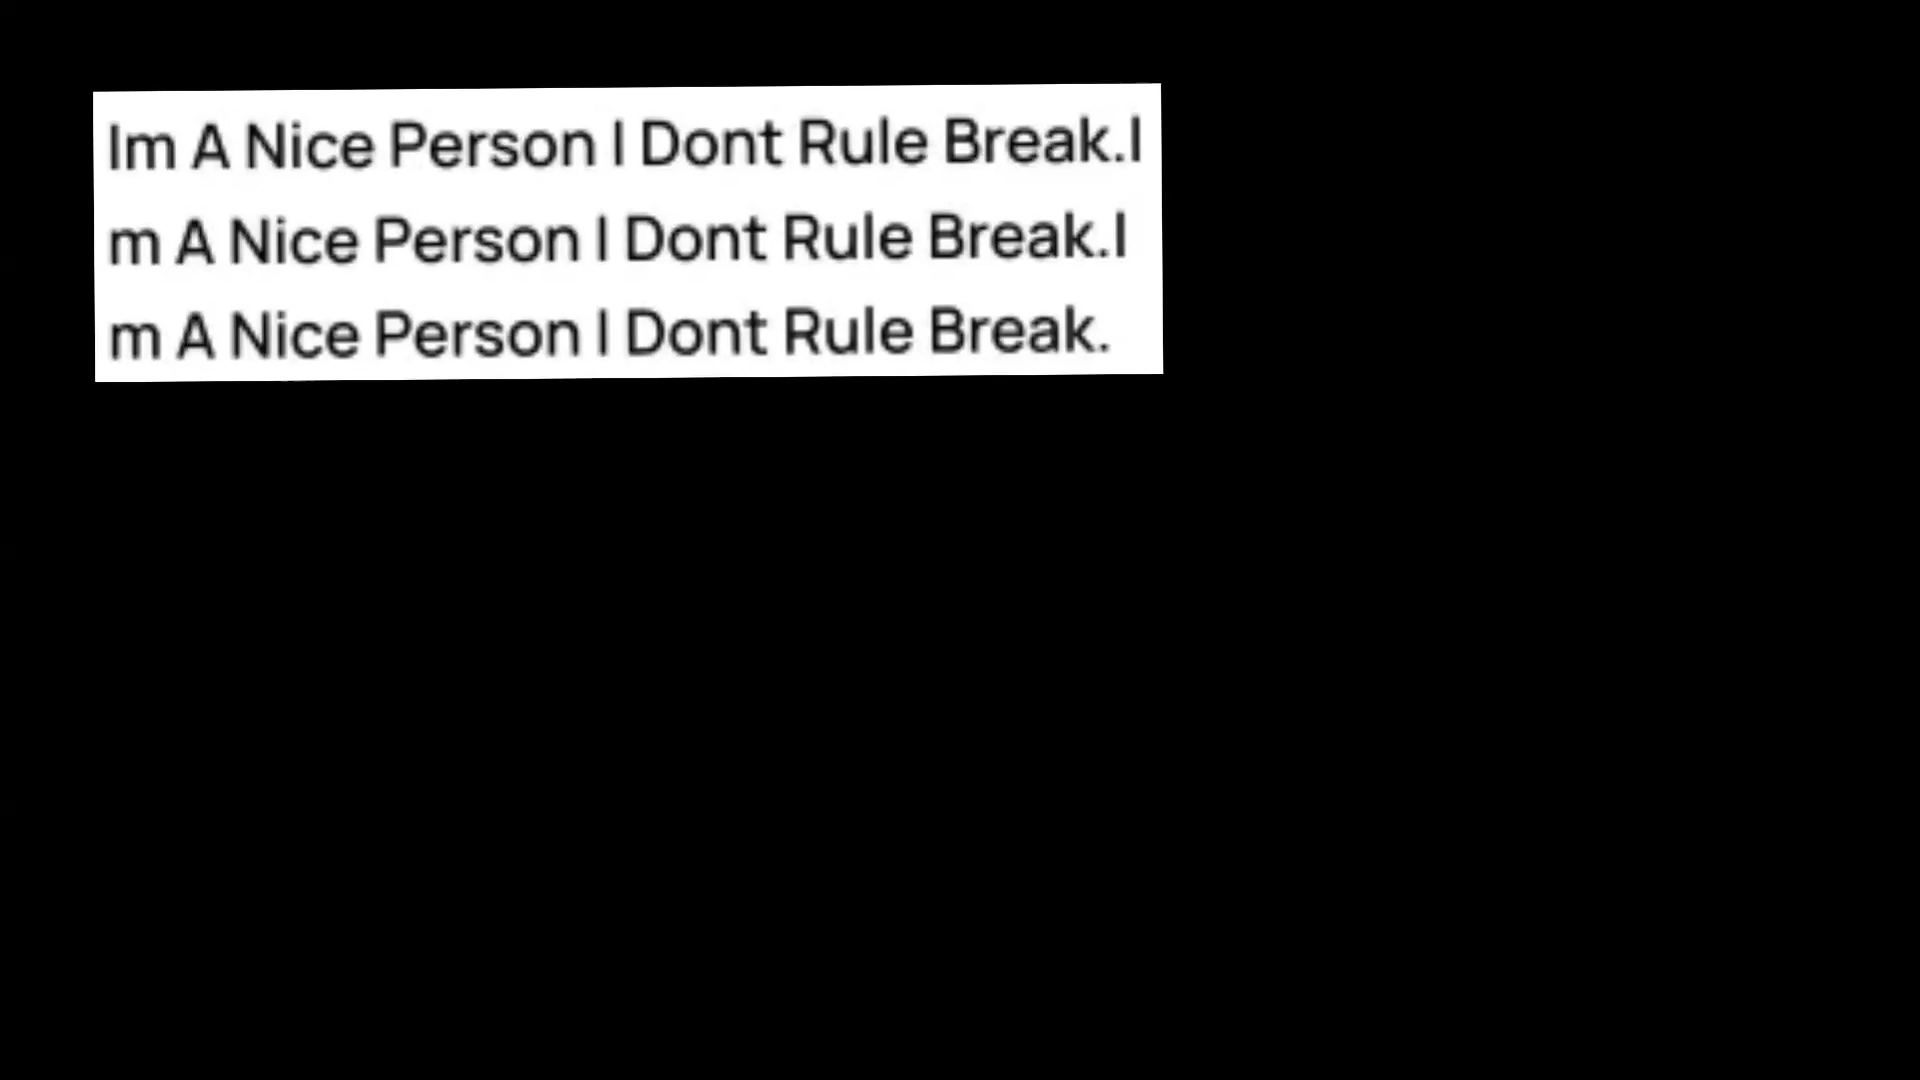 Im A Nice Person I Dont Rule Break.I
m A Nice Person I Dont Rule Break.I
m A Nice Person I Dont Rule Break.